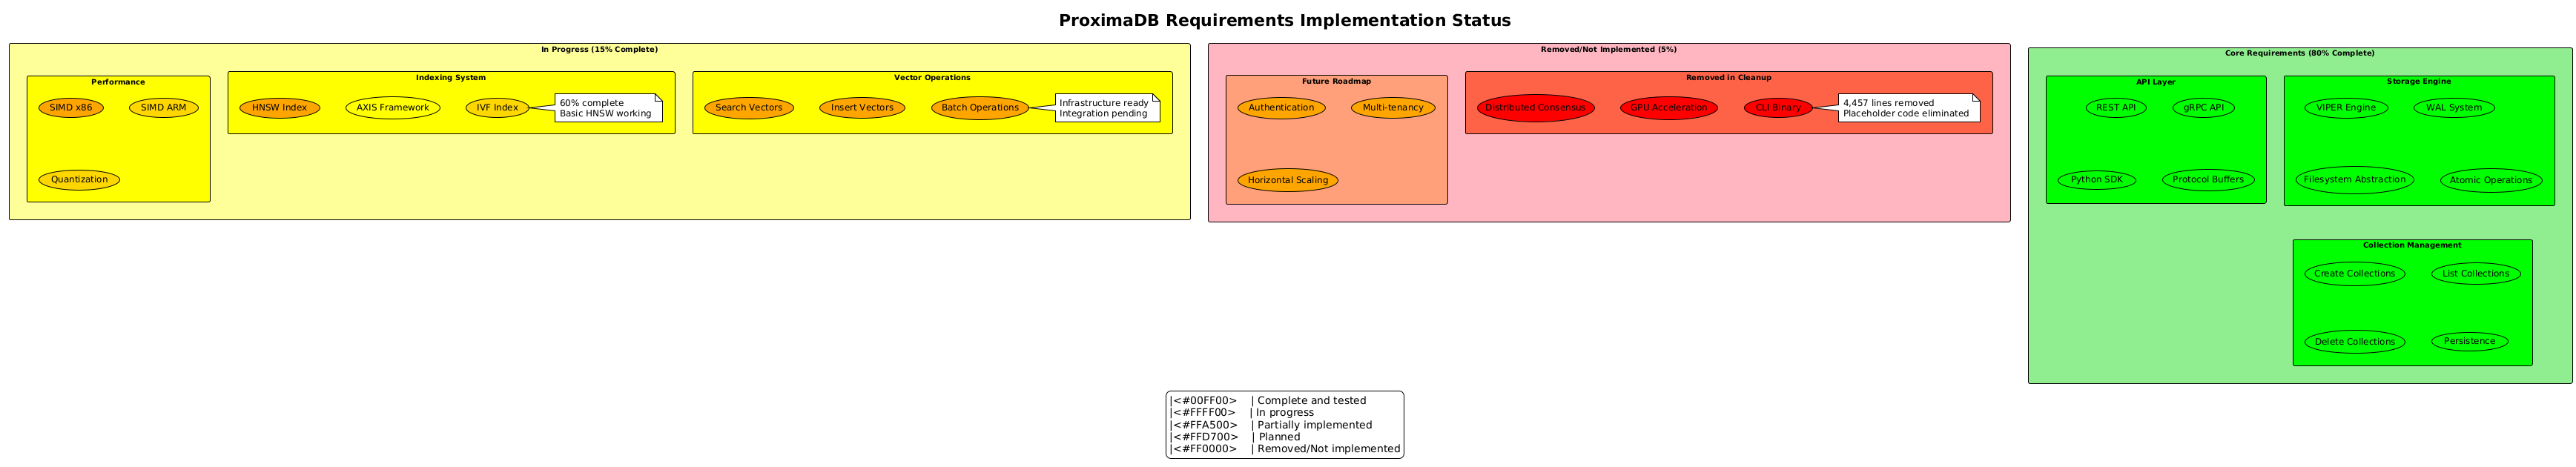 ProximaDB Requirements Implementation Status
In Progress (15% Complete)
Performance
SIMD x86
SIMD ARM
Quantization
Indexing System
HNSW Index
AXIS Framework
IVF Index
60% complete
Basic HNSW working
Vector Operations
Search Vectors
Insert Vectors
Batch Operations
Infrastructure ready
Integration pending
Removed/Not Implemented (5%)
Future Roadmap
Authentication
Multi-tenancy
Horizontal Scaling
Removed in Cleanup
Distributed Consensus
GPU Acceleration
CLI Binary
4,457 lines removed
Placeholder code eliminated
Core Requirements (80% Complete)
API Layer
REST API
gRPC API
Python SDK
Protocol Buffers
Storage Engine
VIPER Engine
WAL System
Filesystem Abstraction
Atomic Operations
Collection Management
Create Collections
List Collections
Delete Collections
Persistence
|<#00FF00> | Complete and tested
|<#FFFF00> | In progress
|<#FFA500> | Partially implemented
|<#FFD700> | Planned
|<#FF0000> | Removed/Not implemented